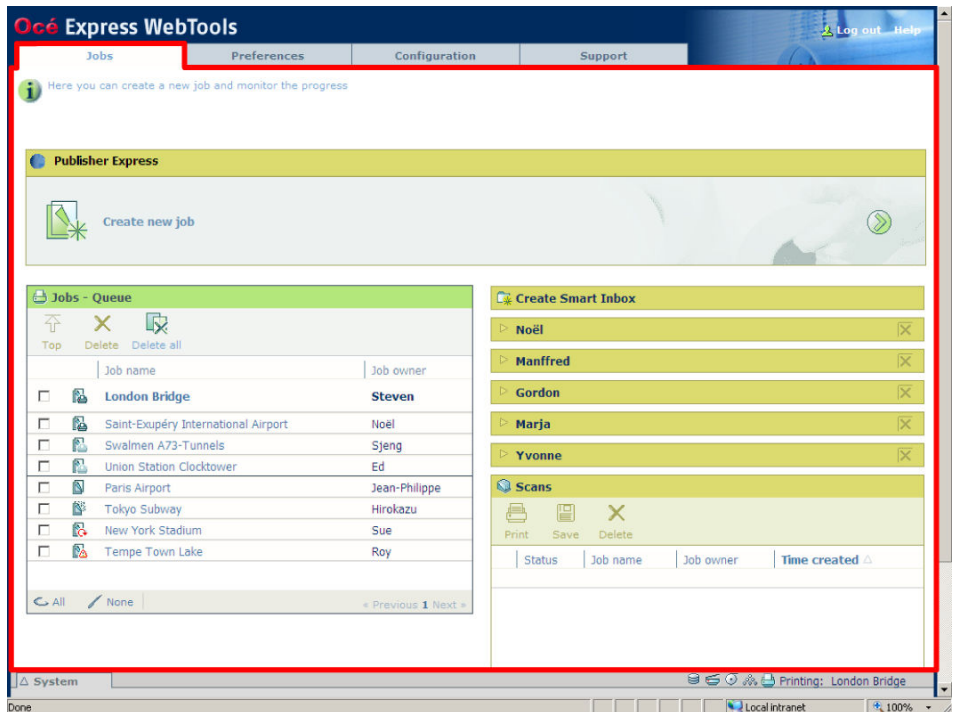 Océ Express WebTools
Log out Help
Jobs Preferences Configuration Support
Here you can create a new job and monitor the progress
Publisher Express
Create new job
Jobs - Queue
Top Delete Delete all
Job name Job owner
London Bridge Steven
Saint-Exupéry International Airport Noël
Swalmen A73-Tunnels Sjeng
Union Station Clocktower Ed
Paris Airport Jean-Philippe
Tokyo Subway Hirokazu
New York Stadium Sue
Tempe Town Lake Roy
All None « Previous 1 Next »
Create Smart Inbox
Noël
Manffred
Gordon
Marja
Yvonne
Scans
Print Save Delete
Status Job name Job owner Time created
System Printing: London Bridge
Done Local intranet 100%